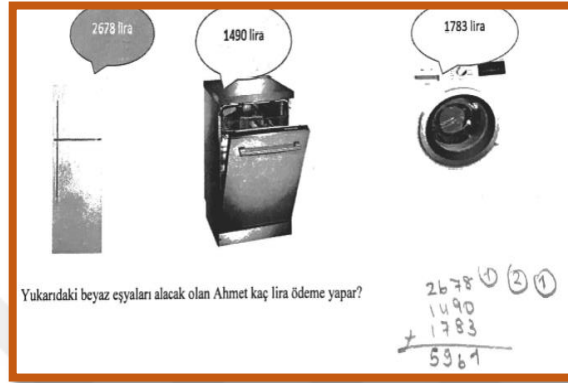 2678 lira
1490 lira
1783 lira
Yukarıdaki beyaz eşyaları alacak olan Ahmet kaç lira ödeme yapar?
2678 1 2 1
1490
+ 1783
5961